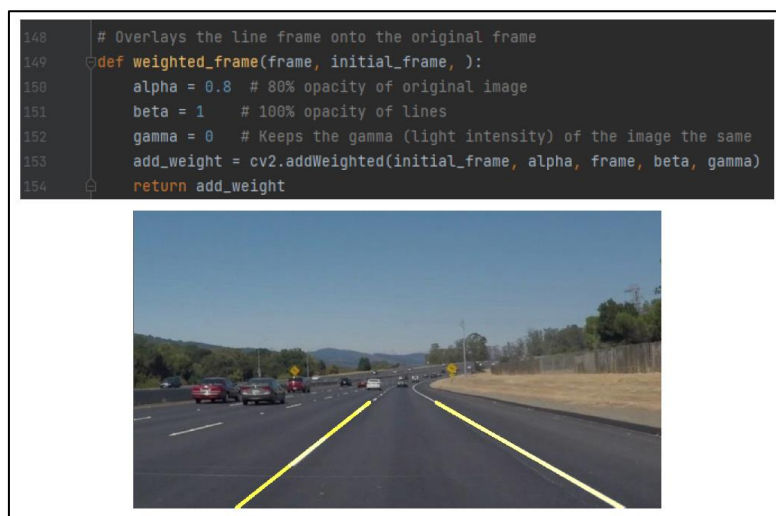 148 # Overlays the line frame onto the original frame
149 def weighted_frame(frame, initial_frame, ):
150 alpha = 0.8 # 80% opacity of original image
151 beta = 1 # 100% opacity of lines
152 gamma = 0 # Keeps the gamma (light intensity) of the image the same
153 add_weight = cv2.addWeighted(initial_frame, alpha, frame, beta, gamma)
154 return add_weight